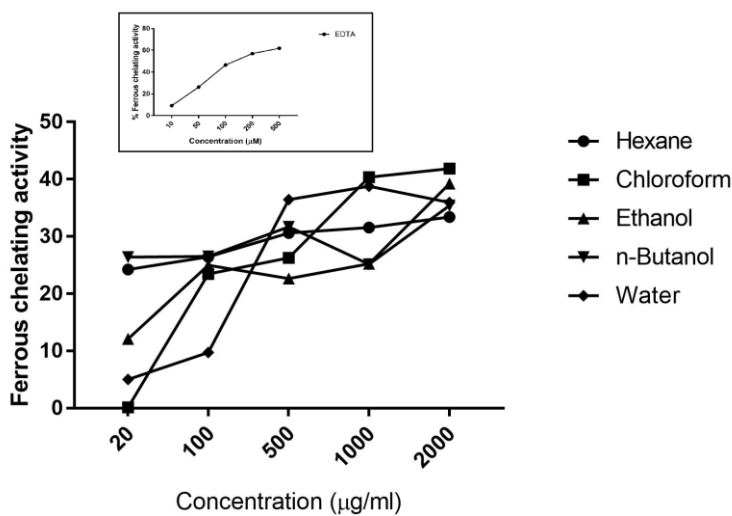 80
60
40
20
0
% Ferrous chelating activity
10
50
100
200
500
Concentration (μM)
EDTA
50
40
30
20
10
0
Ferrous chelating activity
20
100
500
1000
2000
Concentration (μg/ml)
Hexane
Chloroform
Ethanol
n-Butanol
Water